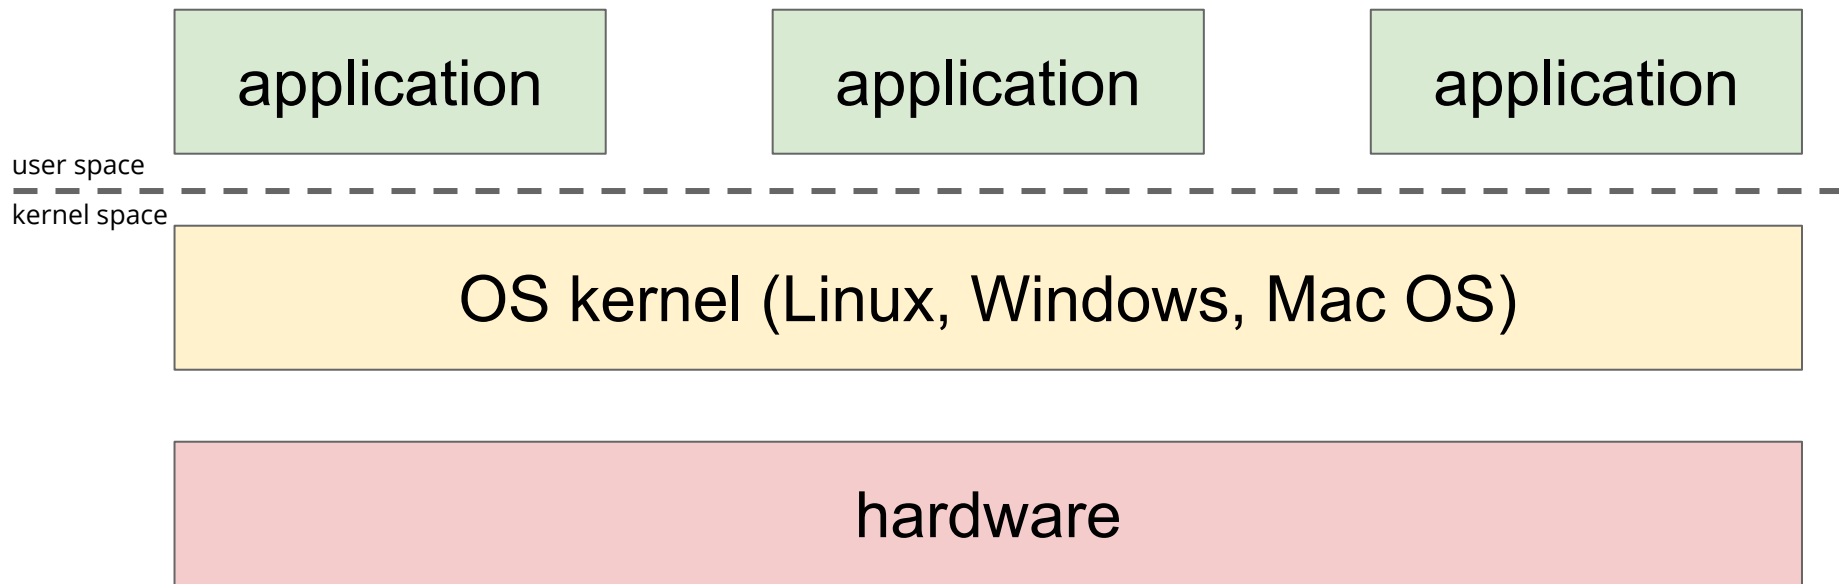 application
application
application
user space
kernel space
OS kernel (Linux, Windows, Mac OS)
hardware